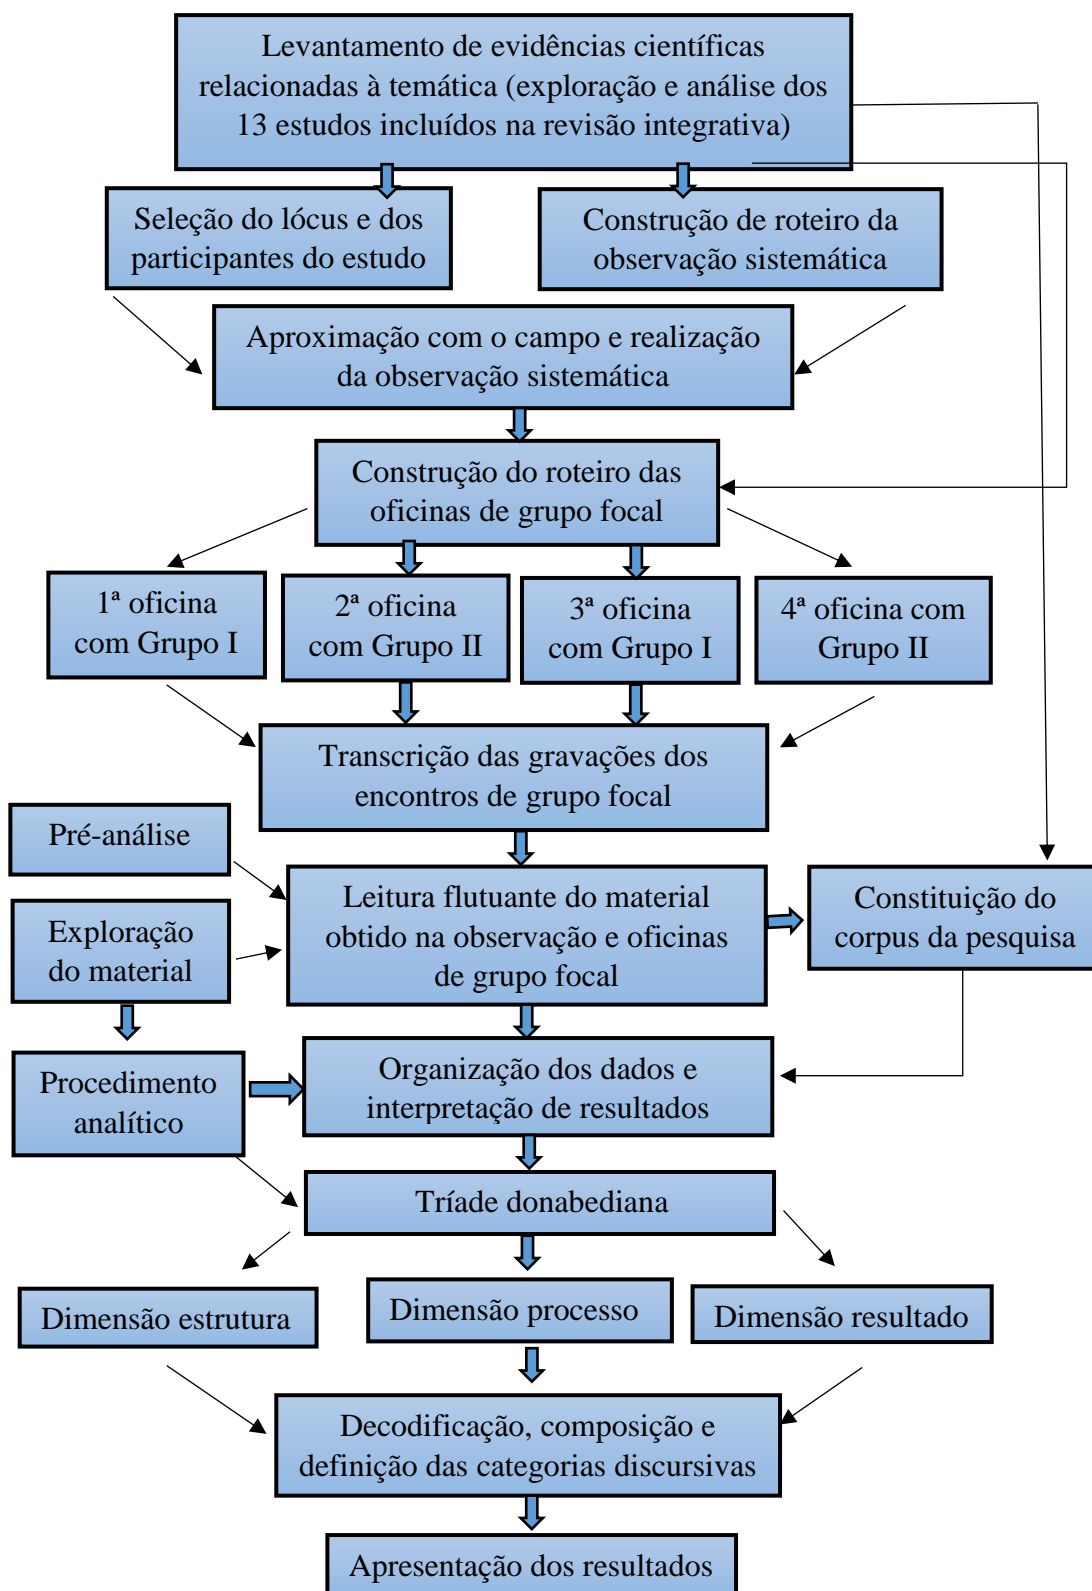 Levantamento de evidências científicas
relacionadas à temática (exploração e análise dos
13 estudos incluídos na revisão integrativa)
Seleção do lócus e dos
participantes do estudo
Construção de roteiro da
observação sistemática
Aproximação com o campo e realização
da observação sistemática
Construção do roteiro das
oficinas de grupo focal
1ª oficina
com Grupo I
2ª oficina
com Grupo II
3ª oficina
com Grupo I
4ª oficina com
Grupo II
Transcrição das gravações dos
encontros de grupo focal
Pré-análise
Leitura flutuante do material
obtido na observação e oficinas
de grupo focal
Constituição do
corpus da pesquisa
Exploração
do material
Procedimento
analítico
Organização dos dados e
interpretação de resultados
Tríade donabediana
Dimensão estrutura
Dimensão processo
Dimensão resultado
Decodificação, composição e
definição das categorias discursivas
Apresentação dos resultados